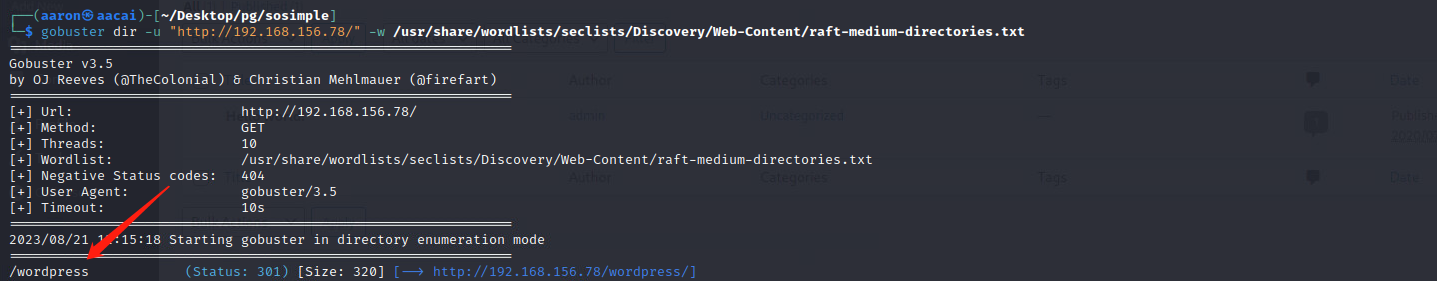 ┌──(aaron㉿aacai)-[~/Desktop/pg/sosimple]
└─$ gobuster dir -u "http://192.168.156.78/" -w /usr/share/wordlists/seclists/Discovery/Web-Content/raft-medium-directories.txt
===============================================================
Gobuster v3.5
by OJ Reeves (@TheColonial) & Christian Mehlmauer (@firefart)
===============================================================
[+] Url: http://192.168.156.78/
[+] Method: GET
[+] Threads: 10
[+] Wordlist: /usr/share/wordlists/seclists/Discovery/Web-Content/raft-medium-directories.txt
[+] Negative Status codes: 404
[+] User Agent: gobuster/3.5
[+] Timeout: 10s
===============================================================
2023/08/21 :15:18 Starting gobuster in directory enumeration mode
===============================================================
/wordpress (Status: 301) [Size: 320] [--> http://192.168.156.78/wordpress/]
Author Categories Tags Date
admin Uncategorized — 1
Author Categories Tags Date